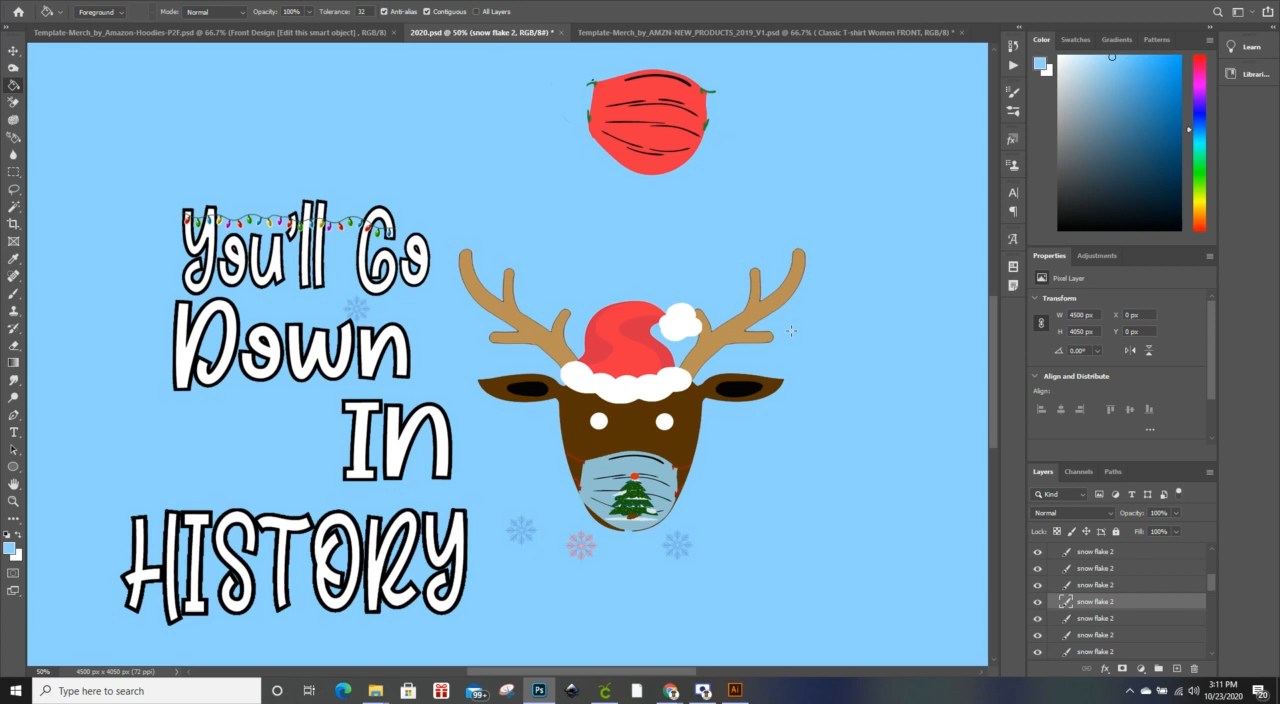 Foreground
Mode: Normal
Opacity: 100%
Tolerance: 32
Anti-alias
Contiguous
All Layers
Template-Merch_by_Amazon-Hoodies-P2F.psd @ 66.7% (Front Design [Edit this smart object] , RGB/8) ×
2020.psd @ 50% (snow flake 2, RGB/8#) * ×
Template-Merch_by_AMZN-NEW_PRODUCTS_2019_V1.psd @ 66.7% ( Classic T-shirt Women FRONT, RGB/8) * ×
You'll Go
Down
In
HISTORY
Color
Swatches
Gradients
Patterns
Learn
Librari...
Properties
Adjustments
Pixel Layer
Transform
W 4500 px X 0 px
H 4050 px Y 0 px
0.00°
Align and Distribute
Align:
...
Layers
Channels
Paths
Kind
Normal
Opacity: 100%
Lock:
Fill: 100%
snow flake 2
snow flake 2
snow flake 2
snow flake 2
snow flake 2
snow flake 2
snow flake 2
50%
4500 px x 4050 px (72 ppi)
Type here to search
99+
Ps
Ai
3:11 PM
10/23/2020
20